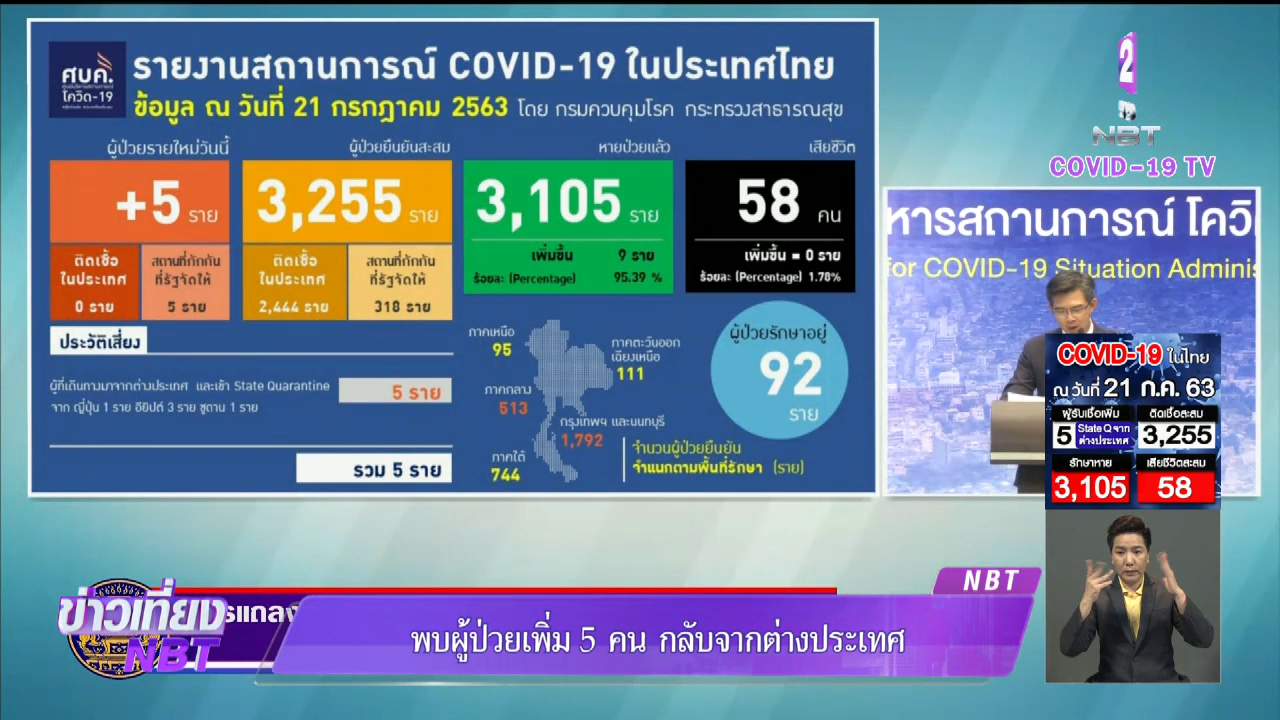 ศบค.
โควิด-19
รายงานสถานการณ์ COVID-19 ในประเทศไทย
ข้อมูล ณ วันที่ 21 กรกฎาคม 2563 โดย กรมควบคุมโรค กระทรวงสาธารณสุข
ผู้ป่วยรายใหม่วันนี้
+5 ราย
ติดเชื้อ
ในประเทศ
0 ราย
สถานที่กักกัน
ที่รัฐจัดให้
5 ราย
ผู้ป่วยยืนยันสะสม
3,255 ราย
ติดเชื้อ
ในประเทศ
2,444 ราย
สถานที่กักกัน
ที่รัฐจัดให้
318 ราย
หายป่วยแล้ว
3,105 ราย
เพิ่มขึ้น 9 ราย
ร้อยละ (Percentage) 95.39 %
เสียชีวิต
58 คน
เพิ่มขึ้น = 0 ราย
ร้อยละ (Percentage) 1.78%
ประวัติเสี่ยง
ผู้ที่เดินทางมาจากต่างประเทศ และเข้า State Quarantine
จาก ญี่ปุ่น 1 ราย อียิปต์ 3 ราย ซูดาน 1 ราย
5 ราย
รวม 5 ราย
ภาคเหนือ
95
ภาคตะวันออก
เฉียงเหนือ
111
ภาคกลาง
513
กรุงเทพฯ และนนทบุรี
1,792
ภาคใต้
744
ผู้ป่วยรักษาอยู่
92
ราย
จำนวนผู้ป่วยยืนยัน
จำแนกตามพื้นที่รักษา (ราย)
2
NBT
COVID-19 TV
หารสถานการณ์ โควิ
for COVID-19 Situation Adminis
COVID-19 ในไทย
ณ วันที่ 21 ก.ค. 63
ผู้รับเชื้อเพิ่ม
5 State Q จาก
ต่างประเทศ
ติดเชื้อสะสม
3,255
รักษาหาย
3,105
เสียชีวิตสะสม
58
NBT
ข่าวเที่ยง
NBT
รแถลง
พบผู้ป่วยเพิ่ม 5 คน กลับจากต่างประเทศ